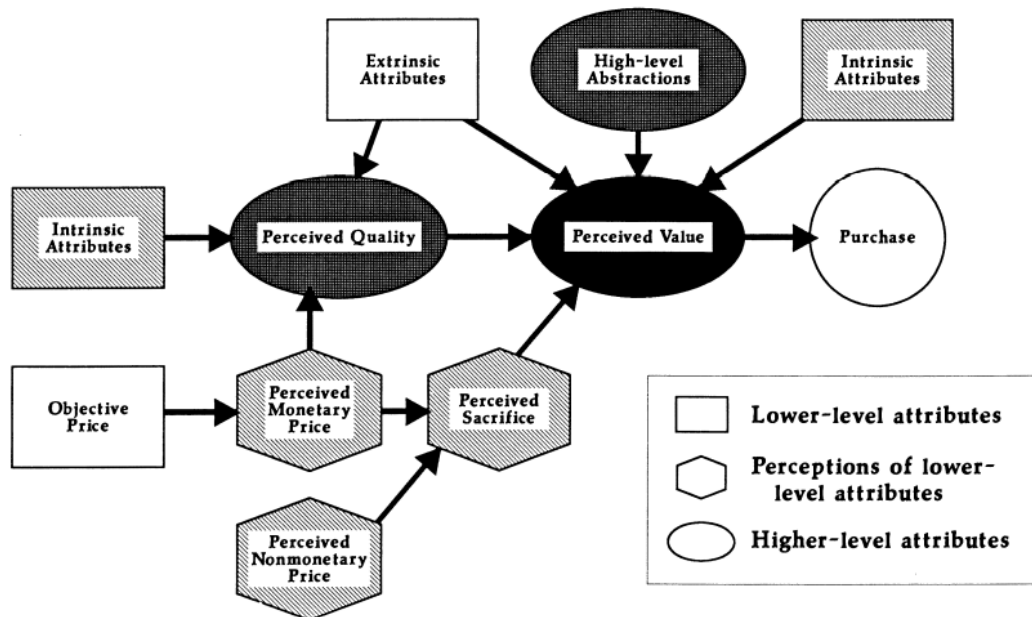 Extrinsic
Attributes
High-level
Abstractions
Intrinsic
Attributes
Intrinsic
Attributes
Perceived Quality
Perceived Value
Purchase
Objective
Price
Perceived
Monetary
Price
Perceived
Sacrifice
Perceived
Nonmonetary
Price
Lower-level attributes
Perceptions of lower-
level attributes
Higher-level attributes